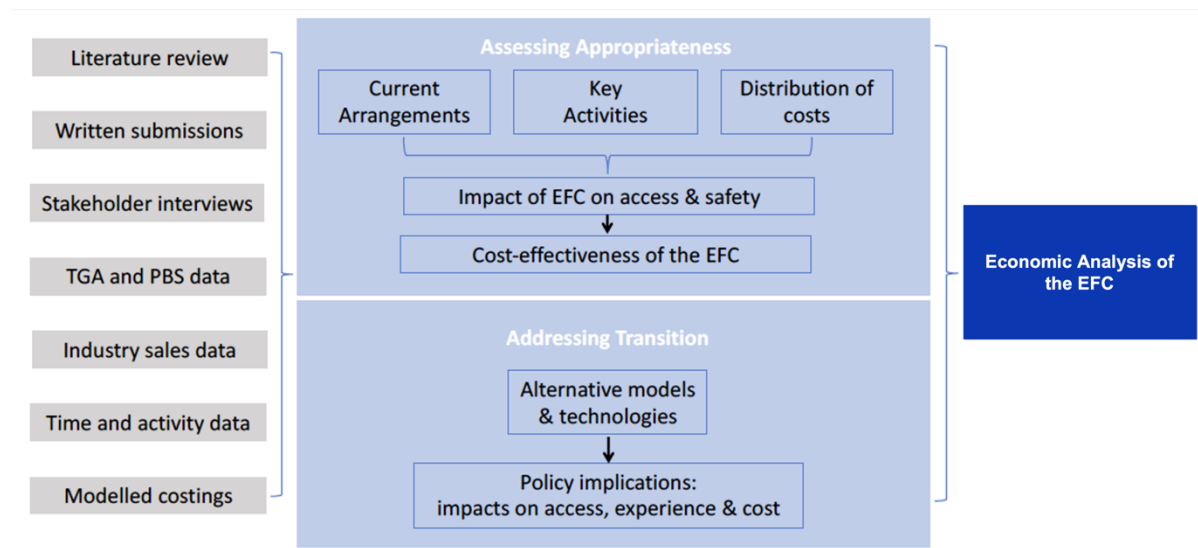 Literature review
Written submissions
Stakeholder interviews
TGA and PBS data
Industry sales data
Time and activity data
Modelled costings
Assessing Appropriateness
Current
Arrangements
Key
Activities
Distribution of
costs
Impact of EFC on access & safety
Cost-effectiveness of the EFC
Addressing Transition
Alternative models
& technologies
Policy implications:
impacts on access, experience & cost
Economic Analysis of
the EFC